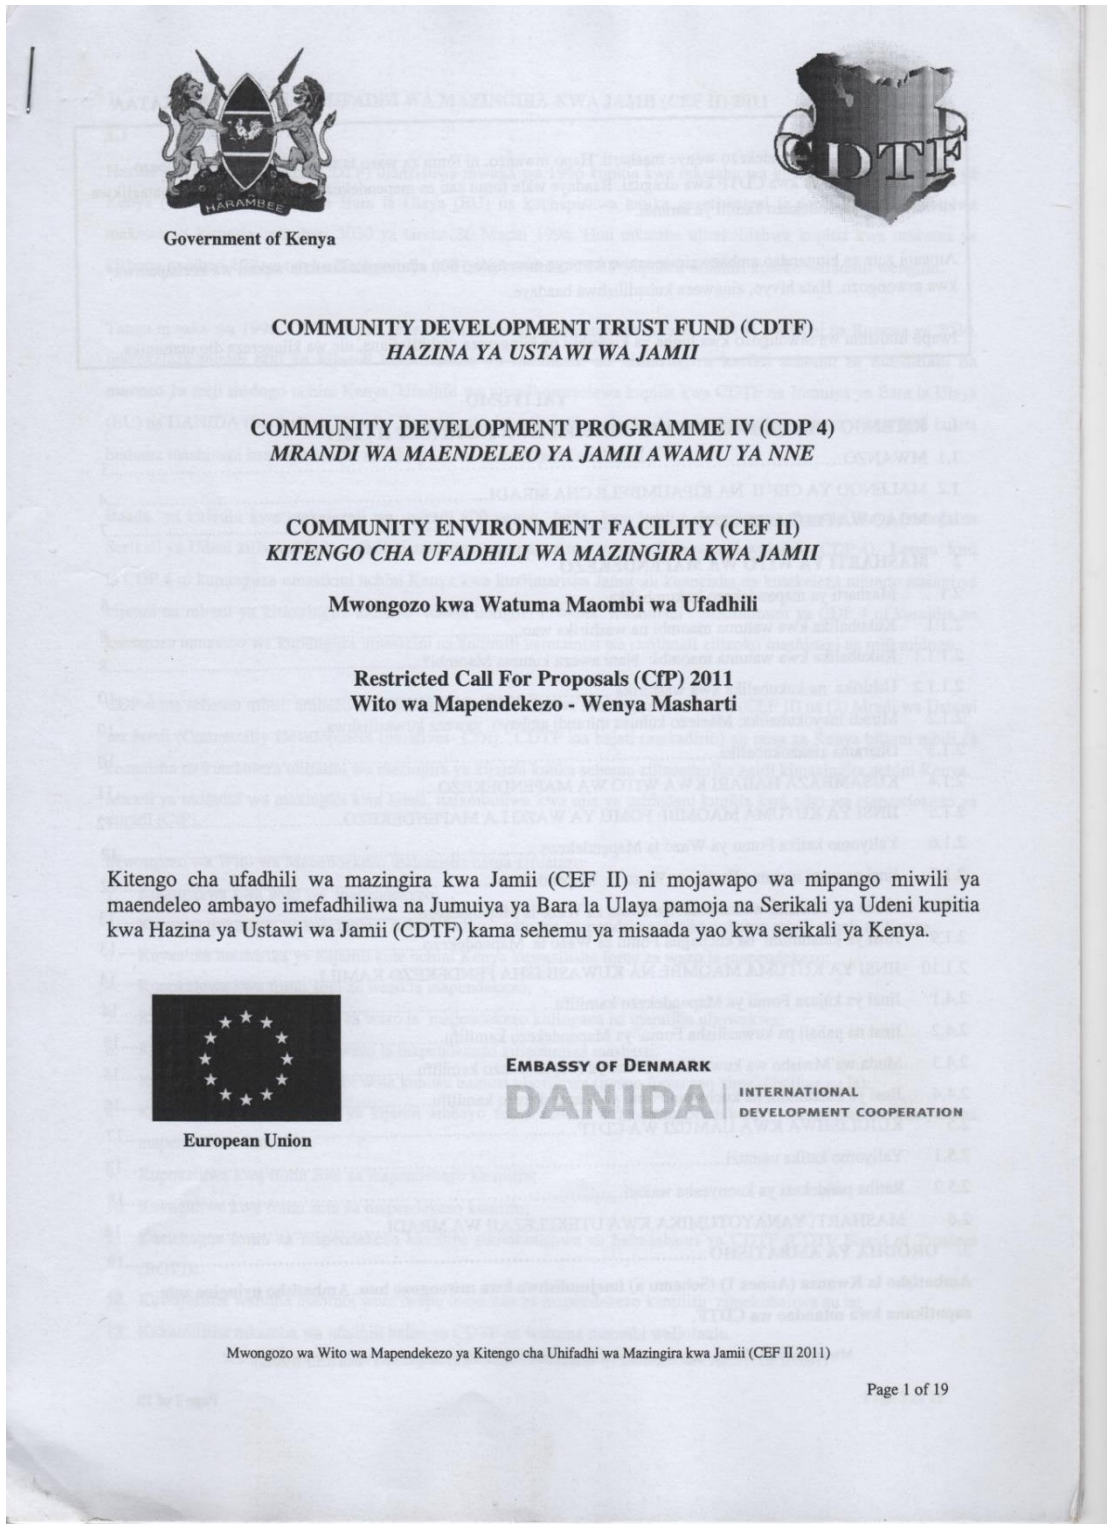 HARAMBEE
CDTF
Government of Kenya
COMMUNITY DEVELOPMENT TRUST FUND (CDTF)
HAZINA YA USTAWI WA JAMII
COMMUNITY DEVELOPMENT PROGRAMME IV (CDP 4)
MRANDI WA MAENDELEO YA JAMII AWAMU YA NNE
COMMUNITY ENVIRONMENT FACILITY (CEF II)
KITENGO CHA UFADHILI WA MAZINGIRA KWA JAMII
Mwongozo kwa Watuma Maombi wa Ufadhili
Restricted Call For Proposals (CfP) 2011
Wito wa Mapendekezo - Wenya Masharti
Kitengo cha ufadhili wa mazingira kwa Jamii (CEF II) ni mojawapo wa mipango miwili ya
maendeleo ambayo imefadhiliwa na Jumuiya ya Bara la Ulaya pamoja na Serikali ya Udeni kupitia
kwa Hazina ya Ustawi wa Jamii (CDTF) kama sehemu ya misaada yao kwa serikali ya Kenya.
European Union
EMBASSY OF DENMARK
DANIDA
INTERNATIONAL
DEVELOPMENT COOPERATION
Mwongozo wa Wito wa Mapendekezo ya Kitengo cha Uhifadhi wa Mazingira kwa Jamii (CEF II 2011)
Page 1 of 19